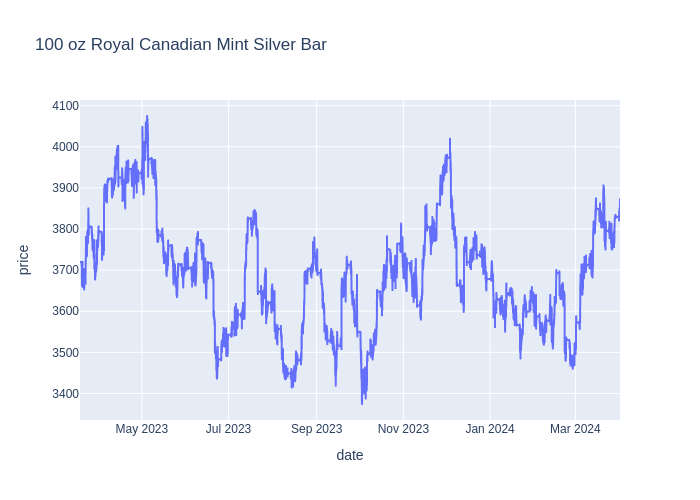 100 oz Royal Canadian Mint Silver Bar
4100
4000
3900
3800
3700
3600
3500
3400
price
May 2023 Jul 2023 Sep 2023 Nov 2023 Jan 2024 Mar 2024
date